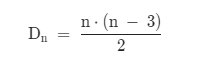 Dₙ = n · (n − 3) / 2